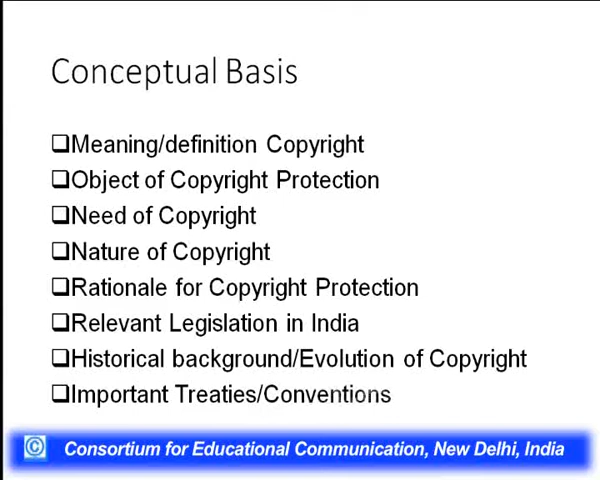 Conceptual Basis
❑Meaning/definition Copyright
❑Object of Copyright Protection
❑Need of Copyright
❑Nature of Copyright
❑Rationale for Copyright Protection
❑Relevant Legislation in India
❑Historical background/Evolution of Copyright
❑Important Treaties/Conventions
© Consortium for Educational Communication, New Delhi, India